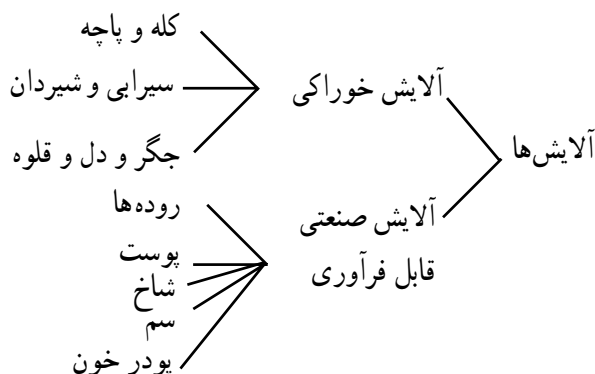 آلایش‌ها
آلایش خوراکی
کله و پاچه
سیرابی و شیردان
جگر و دل و قلوه
آلایش صنعتی
قابل فرآوری
روده‌ها
پوست
شاخ
سم
پودر خون